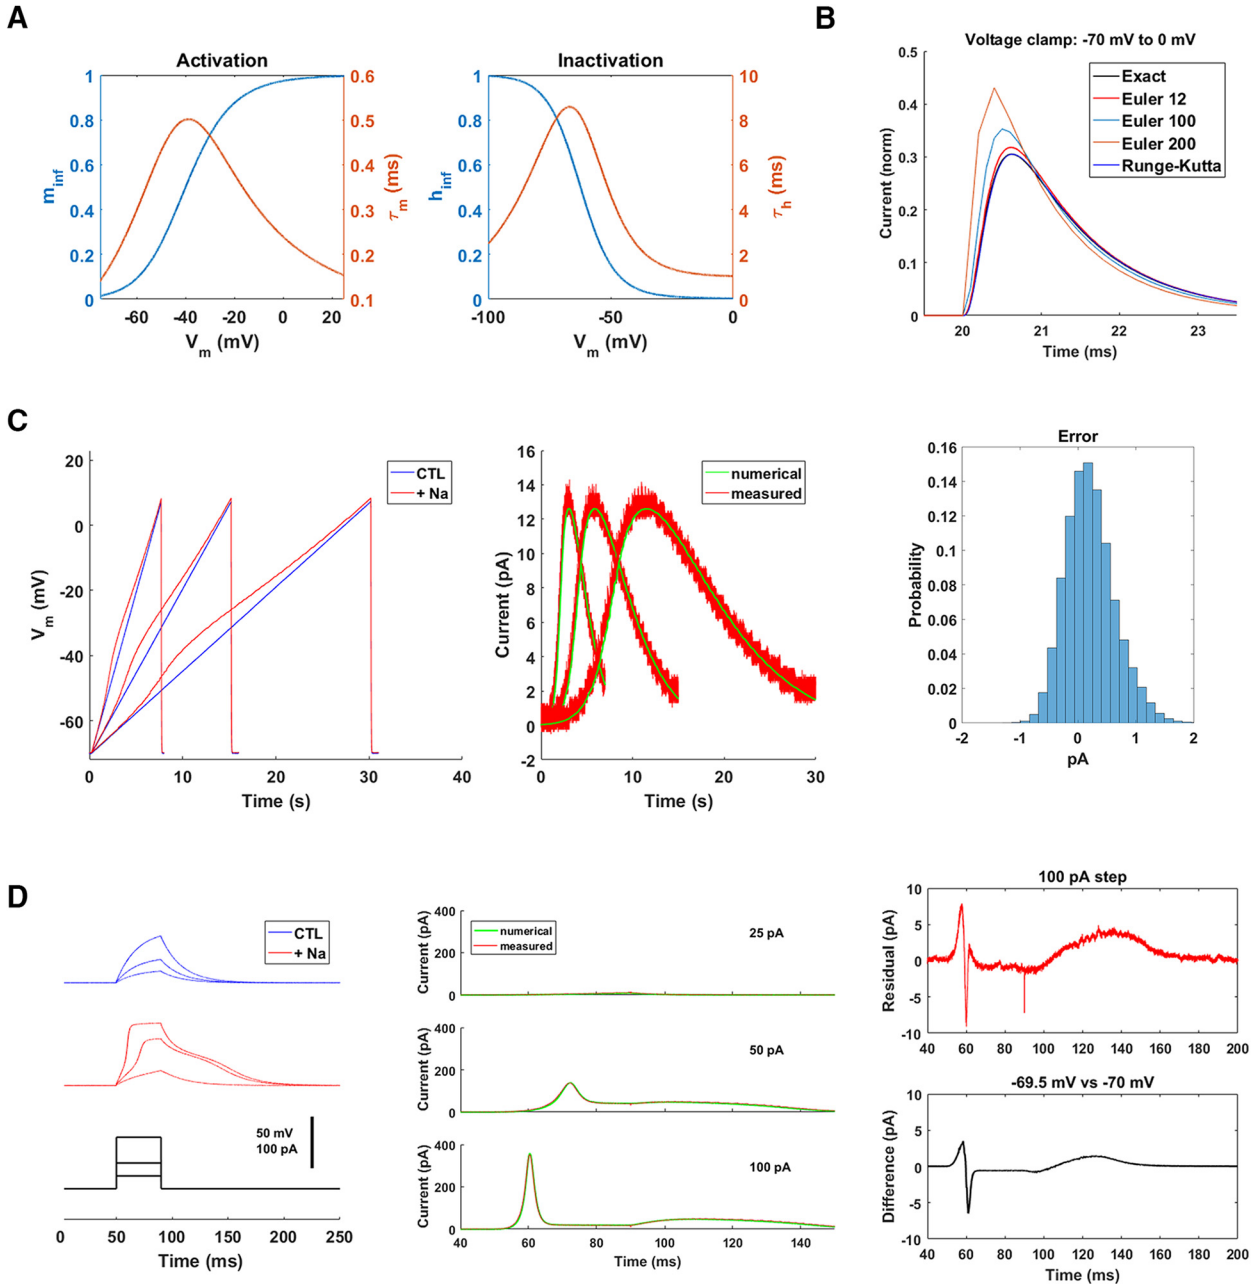 A
Activation
1
0.8
0.6
0.4
0.2
0
m_inf
0.6
0.5
0.4
0.3
0.2
0.1
τ_m (ms)
-60 -40 -20 0 20
V_m (mV)
Inactivation
1
0.8
0.6
0.4
0.2
0
h_inf
10
8
6
4
2
0
τ_h (ms)
-100 -50 0
V_m (mV)
B
Voltage clamp: -70 mV to 0 mV
0.5
0.4
0.3
0.2
0.1
0
Current (norm)
Exact
Euler 12
Euler 100
Euler 200
Runge-Kutta
20 21 22 23
Time (ms)
C
20
0
-20
-40
-60
V_m (mV)
CTL
+ Na
0 10 20 30 40
Time (s)
16
14
12
10
8
6
4
2
0
-2
Current (pA)
numerical
measured
0 10 20 30
Time (s)
Error
0.16
0.14
0.12
0.1
0.08
0.06
0.04
0.02
0
Probability
-2 -1 0 1 2
pA
D
CTL
+ Na
50 mV
100 pA
0 50 100 150 200 250
Time (ms)
400
200
0
Current (pA)
numerical
measured
25 pA
400
200
0
Current (pA)
50 pA
400
200
0
Current (pA)
100 pA
40 60 80 100 120 140
Time (ms)
100 pA step
10
5
0
-5
-10
Residual (pA)
40 60 80 100 120 140 160 180 200
-69.5 mV vs -70 mV
10
5
0
-5
-10
Difference (pA)
40 60 80 100 120 140 160 180 200
Time (ms)